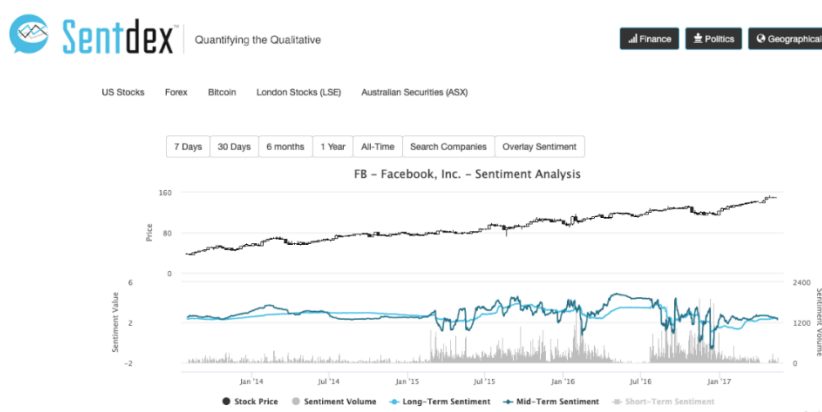 Sentdex™ Quantifying the Qualitative Finance Politics Geographical
US Stocks Forex Bitcoin London Stocks (LSE) Australian Securities (ASX)
7 Days 30 Days 6 months 1 Year All-Time Search Companies Overlay Sentiment
FB – Facebook, Inc. – Sentiment Analysis
Price
160
80
0
Sentiment Value
6
2
-2
2400
1200
0
Sentiment Volume
Jan '14 Jul '14 Jan '15 Jul '15 Jan '16 Jul '16 Jan '17
Stock Price Sentiment Volume Long-Term Sentiment Mid-Term Sentiment Short-Term Sentiment